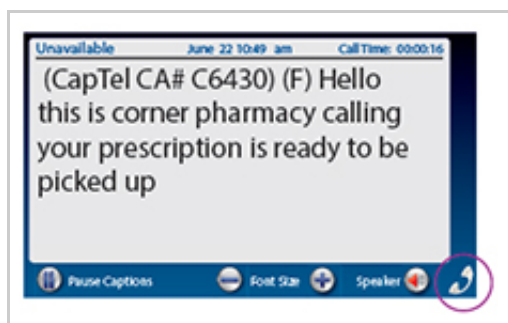 Unavailable June 22 10:49 am Call Time: 00:00:16
(CapTel CA# C6430) (F) Hello
this is corner pharmacy calling
your prescription is ready to be
picked up
Pause Captions Font Size Speaker